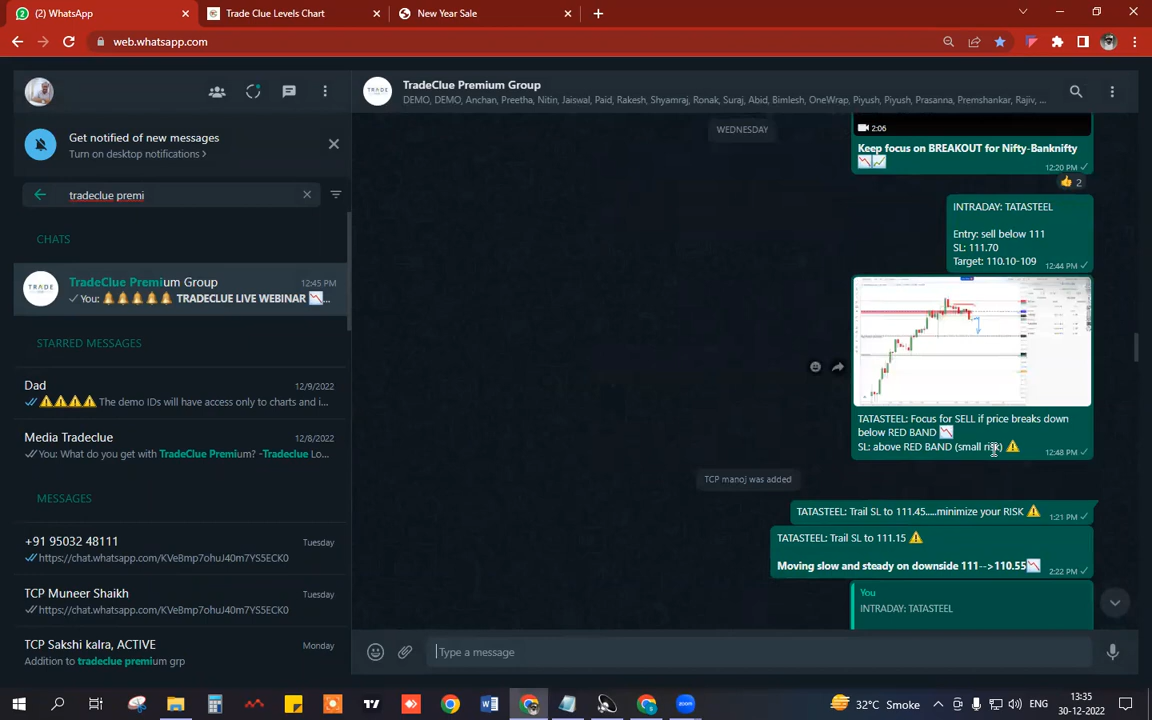 (2) WhatsApp
Trade Clue Levels Chart
New Year Sale
web.whatsapp.com
Get notified of new messages
Turn on desktop notifications >
tradeclue premi
CHATS
TradeClue Premium Group
12:45 PM
You: 🔔🔔🔔🔔🔔 TRADECLUE LIVE WEBINAR 📉...
STARRED MESSAGES
Dad
12/9/2022
⚠️⚠️⚠️⚠️ The demo IDs will have access only to charts and i...
Media Tradeclue
12/8/2022
You: What do you get with TradeClue Premium? -Tradeclue Lo...
MESSAGES
+91 95032 48111
Tuesday
https://chat.whatsapp.com/KVeBmp7ohuJ40m7YS5ECK0
TCP Muneer Shaikh
Tuesday
https://chat.whatsapp.com/KVeBmp7ohuJ40m7YS5ECK0
TCP Sakshi kalra, ACTIVE
Monday
Addition to tradeclue premium grp
TRADE
TradeClue Premium Group
DEMO, DEMO, Anchan, Preetha, Nitin, Jaiswal, Paid, Rakesh, Shyamraj, Ronak, Suraj, Abid, Bimlesh, OneWrap, Piyush, Piyush, Prasanna, Premshankar, Rajiv, ...
WEDNESDAY
2:06
Keep focus on BREAKOUT for Nifty-Banknifty
📉📈
12:20 PM
👍 2
INTRADAY: TATASTEEL
Entry: sell below 111
SL: 111.70
Target: 110.10-109
12:44 PM
TATASTEEL: Focus for SELL if price breaks down
below RED BAND 📉
SL: above RED BAND (small risk) ⚠️
12:48 PM
TCP manoj was added
TATASTEEL: Trail SL to 111.45.....minimize your RISK ⚠️
1:21 PM
TATASTEEL: Trail SL to 111.15 ⚠️
Moving slow and steady on downside 111-->110.55📉
2:22 PM
You
INTRADAY: TATASTEEL
Type a message
32°C Smoke
ENG
13:35
30-12-2022